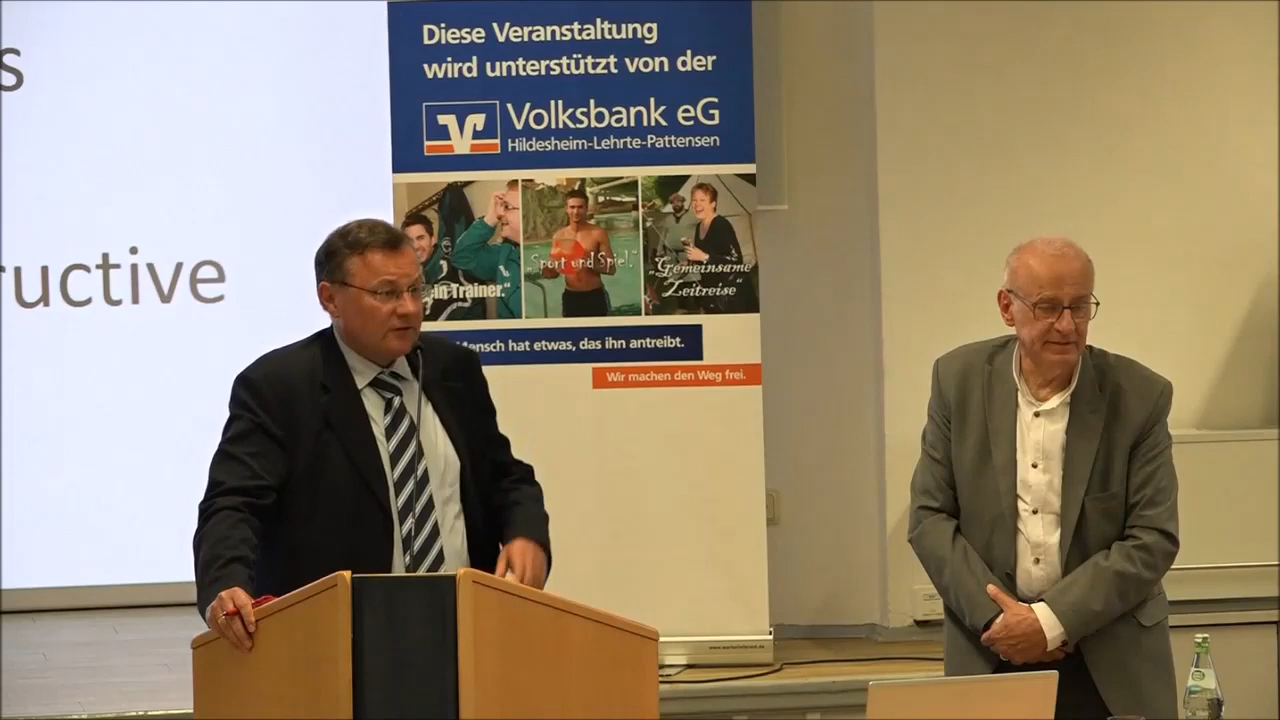 s
ructive
Diese Veranstaltung
wird unterstützt von der
Volksbank eG
Hildesheim-Lehrte-Pattensen
in Trainer."
„Sport und Spiel."
„Gemeinsame
Zeitreise"
Mensch hat etwas, das ihn antreibt.
Wir machen den Weg frei.